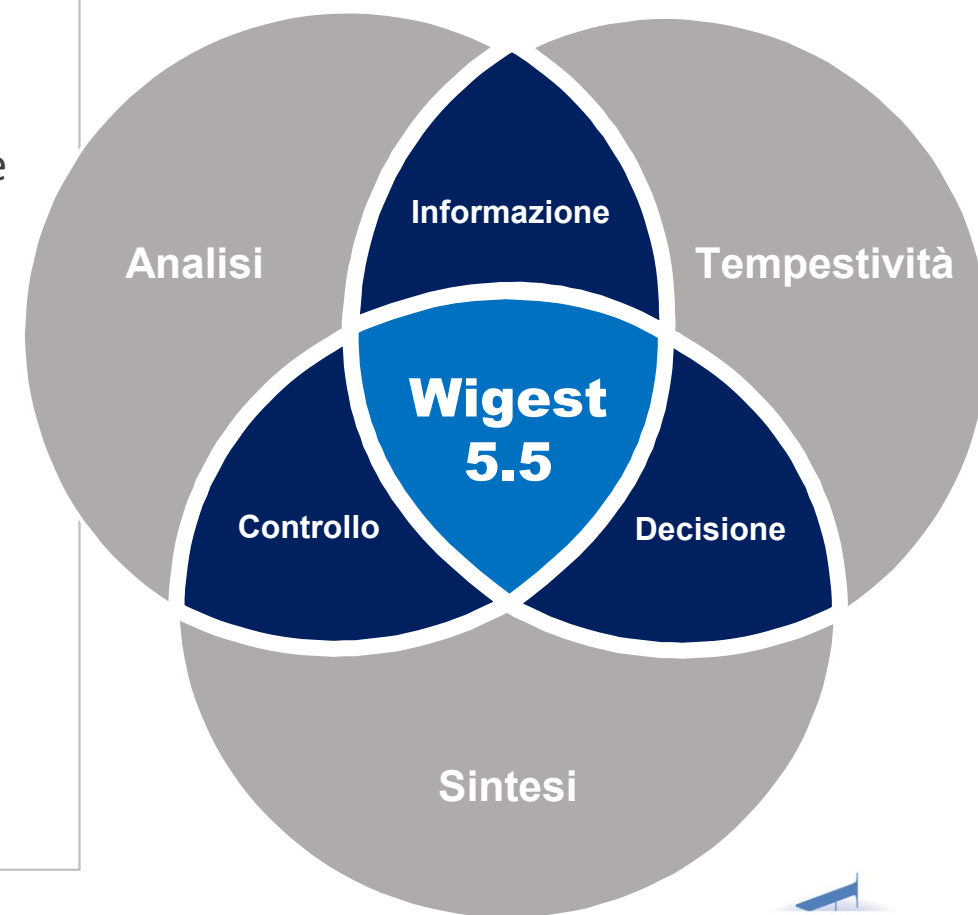 e
Informazione
Analisi
Tempestività
Wigest
5.5
Controllo
Decisione
Sintesi